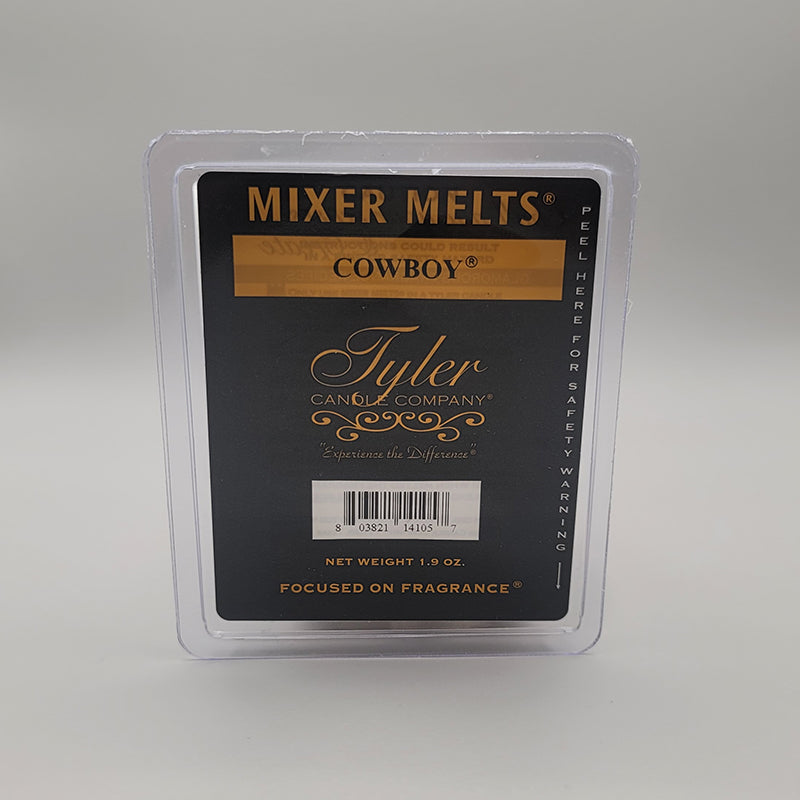 MIXER MELTS®
COWBOY®
Tyler
CANDLE COMPANY®
"Experience the Difference"®
8 03821 14105 7
NET WEIGHT 1.9 OZ.
FOCUSED ON FRAGRANCE®
PEEL HERE FOR SAFETY WARNING